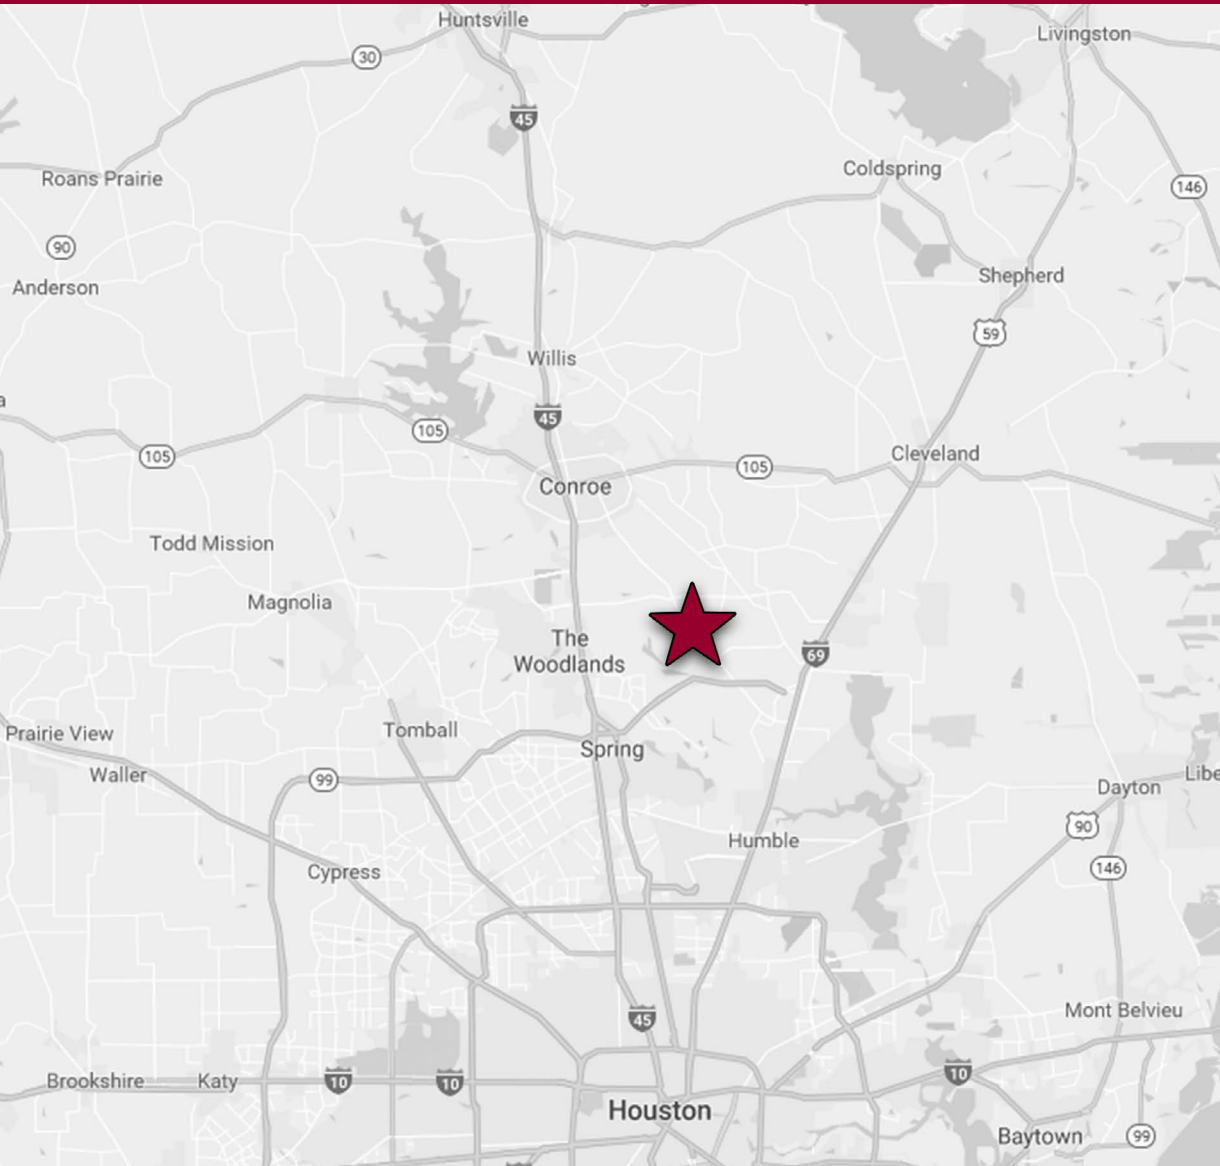 Huntsville
Livingston
30
45
Coldspring
Roans Prairie
146
90
Shepherd
Anderson
59
Willis
a
45
105
105
Cleveland
105
Conroe
Todd Mission
Magnolia
The
Woodlands
69
Prairie View
Tomball
Spring
Waller
99
Libe
Dayton
90
Humble
146
Cypress
Mont Belvieu
45
10
Brookshire
Katy
10
10
Houston
Baytown
99